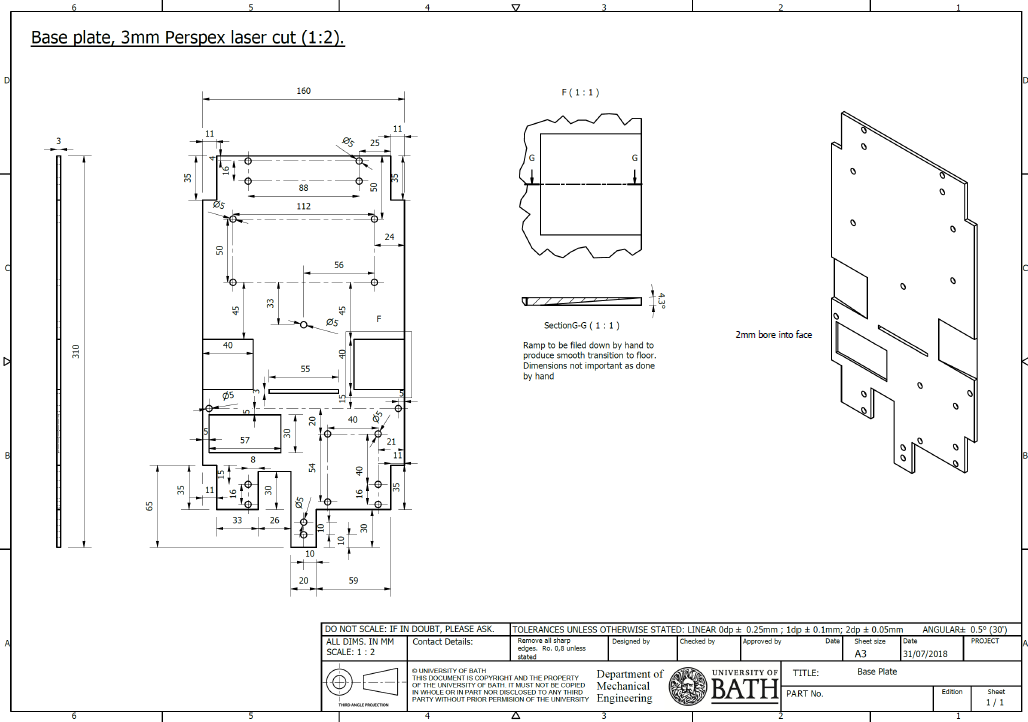 6 5 4 3 2 1
Base plate, 3mm Perspex laser cut (1:2).
D D
160
F ( 1 : 1 )
11 11
3 Ø5 25
4 16 35 88 50 35
G G
Ø5 112
50 24
C C
56
45 33 45
4.3°
Ø5 F
SectionG-G ( 1 : 1 )
2mm bore into face
310
40 40
Ramp to be filed down by hand to
produce smooth transition to floor.
Dimensions not important as done
by hand
55
3 15 5
Ø5 5 20 40 Ø5
5 57 30 21
B B
8 54 11
15 40
35 11 16 30 16 35
65 Ø5
33 26 10 30
10
10
20 59
A A
DO NOT SCALE: IF IN DOUBT, PLEASE ASK.
TOLERANCES UNLESS OTHERWISE STATED: LINEAR 0dp ± 0.25mm ; 1dp ± 0.1mm; 2dp ± 0.05mm ANGULAR± 0.5° (30')
ALL DIMS. IN MM
SCALE: 1 : 2
Contact Details:
Remove all sharp
edges. Ro. 0,8 unless
stated
Designed by
Checked by
Approved by
Date
Sheet size
A3
Date
31/07/2018
PROJECT
THIRD ANGLE PROJECTION
© UNIVERSITY OF BATH
THIS DOCUMENT IS COPYRIGHT AND THE PROPERTY
OF THE UNIVERSITY OF BATH. IT MUST NOT BE COPIED
IN WHOLE OR IN PART NOR DISCLOSED TO ANY THIRD
PARTY WITHOUT PRIOR PERMISION OF THE UNIVERSITY
Department of
Mechanical
Engineering
UNIVERSITY OF
BATH
TITLE: Base Plate
PART No.
Edition
Sheet
1 / 1
6 5 4 3 2 1